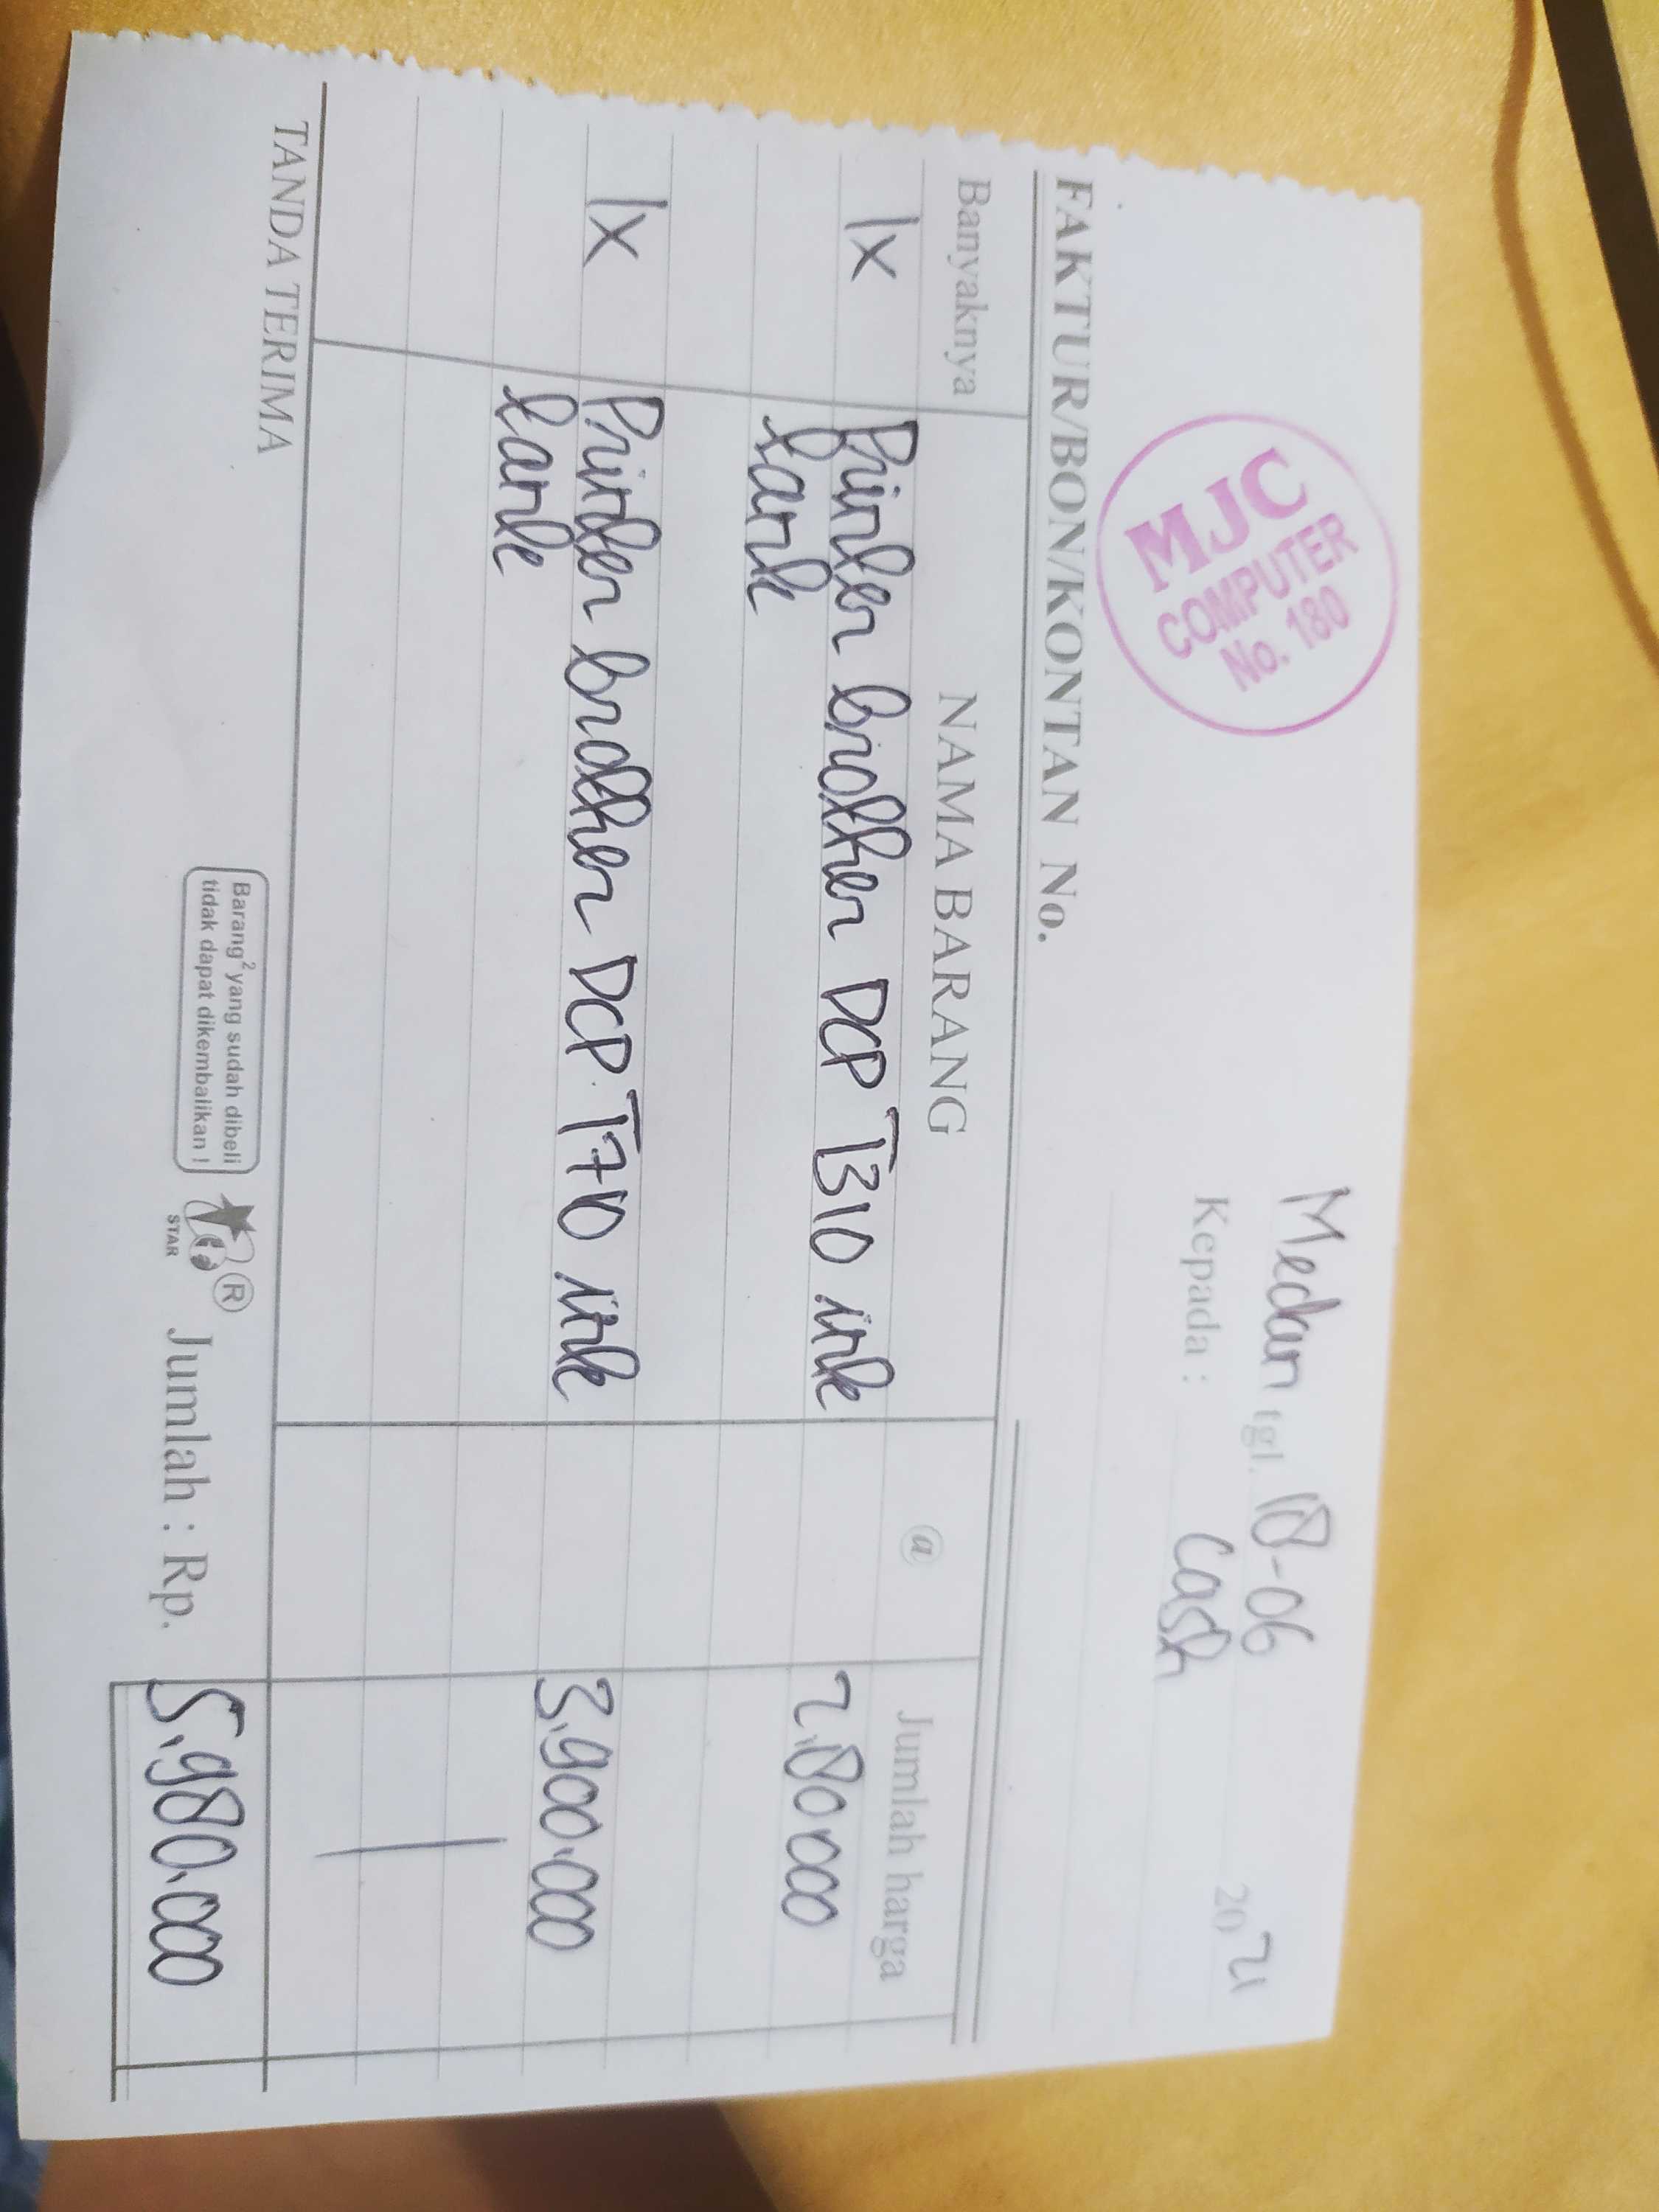 MJC
COMPUTER
No. 180
Medan tgl. 18-06 20 21
Kepada : Cash
FAKTUR/BON/KONTAN No.
Banyaknya NAMA BARANG @ Jumlah harga
1x Printer brother DCP T310 ink 2.080.000
tank
1x Printer brother DCP T710 ink 3.900.000
tank
TANDA TERIMA
Barang² yang sudah dibeli
tidak dapat dikembalikan !
STAR
®
Jumlah : Rp. 5.980.000